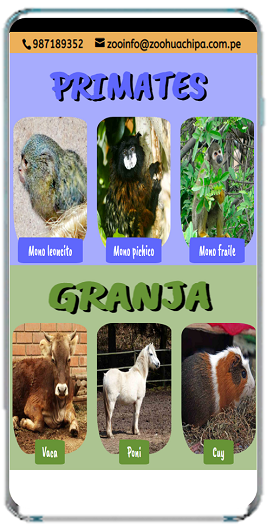 987189352 zooinfo@zoohuachipa.com.pe
PRIMATES
Mono leoncito Mono pichico Mono fraile
GRANJA
Vaca Poni Cuy